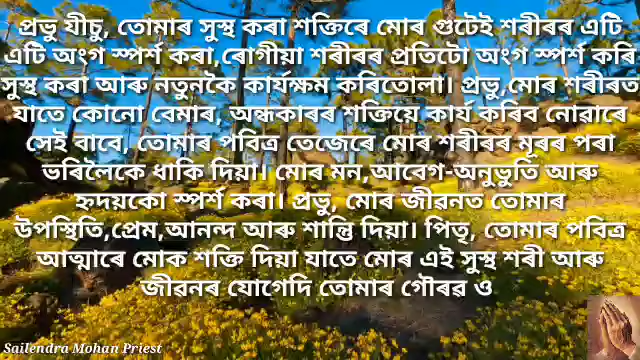 প্ৰভু যীচু, তোমাৰ সুস্থ কৰা শক্তিৰে মোৰ গুটেই শৰীৰৰ এটি
এটি অংগ স্পৰ্শ কৰা,ৰোগীয়া শৰীৰৰ প্ৰতিটো অংগ স্পৰ্শ কৰি
সুস্থ কৰা আৰু নতুনকৈ কাৰ্যক্ষম কৰিতোলা। প্ৰভু,মোৰ শৰীৰত
যাতে কোনো বেমাৰ, অন্ধকাৰৰ শক্তিয়ে কাৰ্য কৰিব নোৱাৰে
সেই বাবে, তোমাৰ পবিত্ৰ তেজেৰে মোৰ শৰীৰৰ মূৰৰ পৰা
ভৰিলৈকে ধাকি দিয়া। মোৰ মন,আবেগ-অনুভুতি আৰু
হৃদয়কো স্পৰ্শ কৰা। প্ৰভু, মোৰ জীৱনত তোমাৰ
উপস্থিতি,প্ৰেম,আনন্দ আৰু শান্তি দিয়া। পিতৃ, তোমাৰ পবিত্ৰ
আত্মাৰে মোক শক্তি দিয়া যাতে মোৰ এই সুস্থ শৰী আৰু
জীৱনৰ যোগেদি তোমাৰ গৌৰৱ ও
Sailendra Mohan Priest